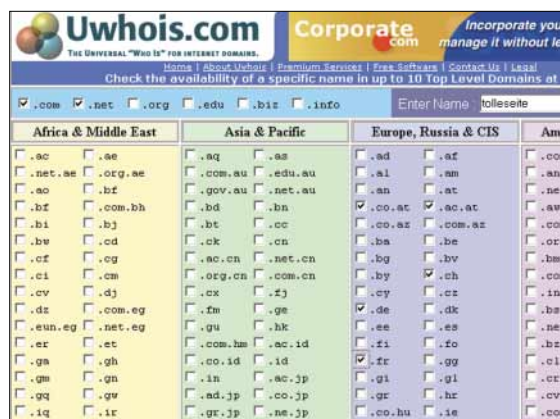 Uwhois.com
THE UNIVERSAL "WHO IS" FOR INTERNET DOMAINS.
Corporate
.com
Incorporate you
manage it without le
Home | About Uwhois | Premium Services | Free Software | Contact Us | Legal
Check the availability of a specific name in up to 10 Top Level Domains at
.com .net .org .edu .biz .info Enter Name : tolleseite
Africa & Middle East Asia & Pacific Europe, Russia & CIS Am
.ac .ae .aq .as .ad .af .co
.net.ae .org.ae .com.au .edu.au .al .am .an
.ao .bf .gov.au .net.au .an .at .ne
.bf .com.bh .bd .bn .co.at .ac.at .aw
.bi .bj .bt .cc .co.az .com.az .co
.bw .cd .ck .cn .ba .be .or
.cf .cg .ac.cn .net.cn .bg .bv .bm
.ci .cm .org.cn .com.cn .by .ch .co
.cv .dj .cx .fj .cy .cz .in
.dz .com.eg .fm .ge .de .dk .bs
.eun.eg .net.eg .gu .hk .ee .es .ne
.er .et .com.hm .ac.id .fi .fo .bz
.ga .gh .co.id .id .fr .gg .cl
.gm .gn .in .ac.jp .gi .gl .cr
.gq .gw .ad.jp .co.jp .gr .hr .co
.iq .ir .gr.jp .ne.jp .co.hu .ie